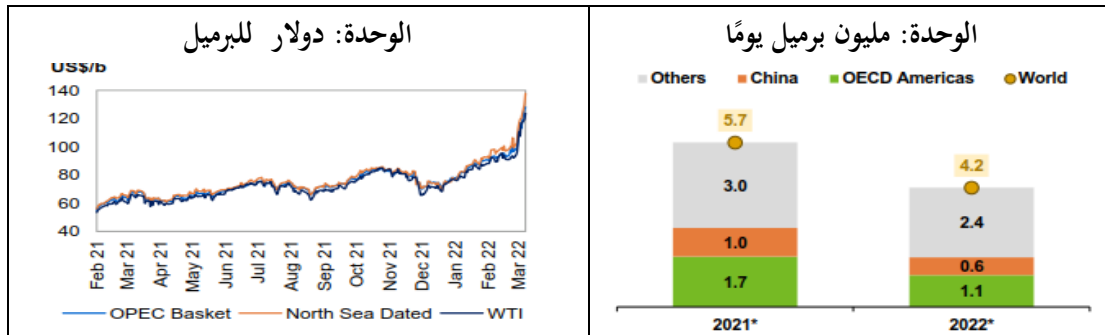 الوحدة: دولار للبرميل
US$/b
140
120
100
80
60
40
Feb 21
Mar 21
Apr 21
May 21
Jun 21
Jul 21
Aug 21
Sep 21
Oct 21
Nov 21
Dec 21
Jan 22
Feb 22
Mar 22
OPEC Basket North Sea Dated WTI
الوحدة: مليون برميل يومًا
Others China OECD Americas World
5.7
3.0
1.0
1.7
4.2
2.4
0.6
1.1
2021* 2022*